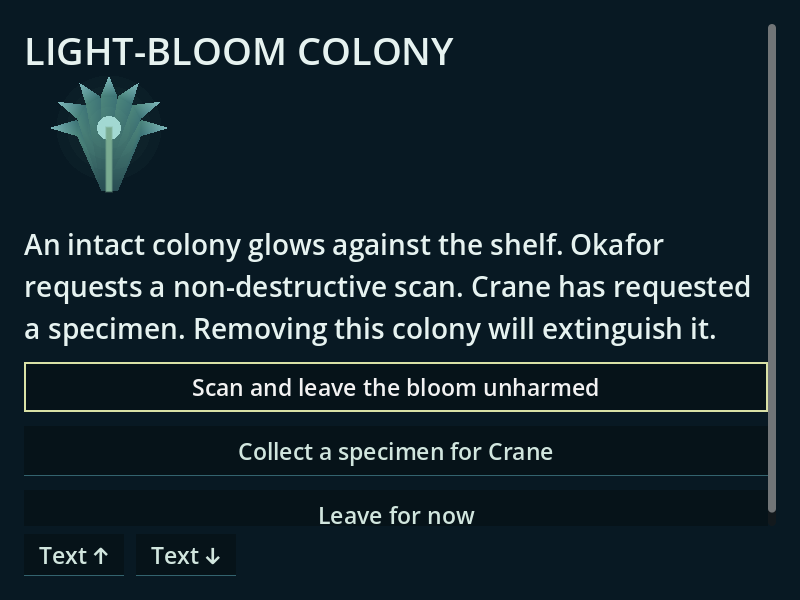 LIGHT-BLOOM COLONY
An intact colony glows against the shelf. Okafor
requests a non-destructive scan. Crane has requested
a specimen. Removing this colony will extinguish it.
Scan and leave the bloom unharmed
Collect a specimen for Crane
Leave for now
Text ↑ Text ↓